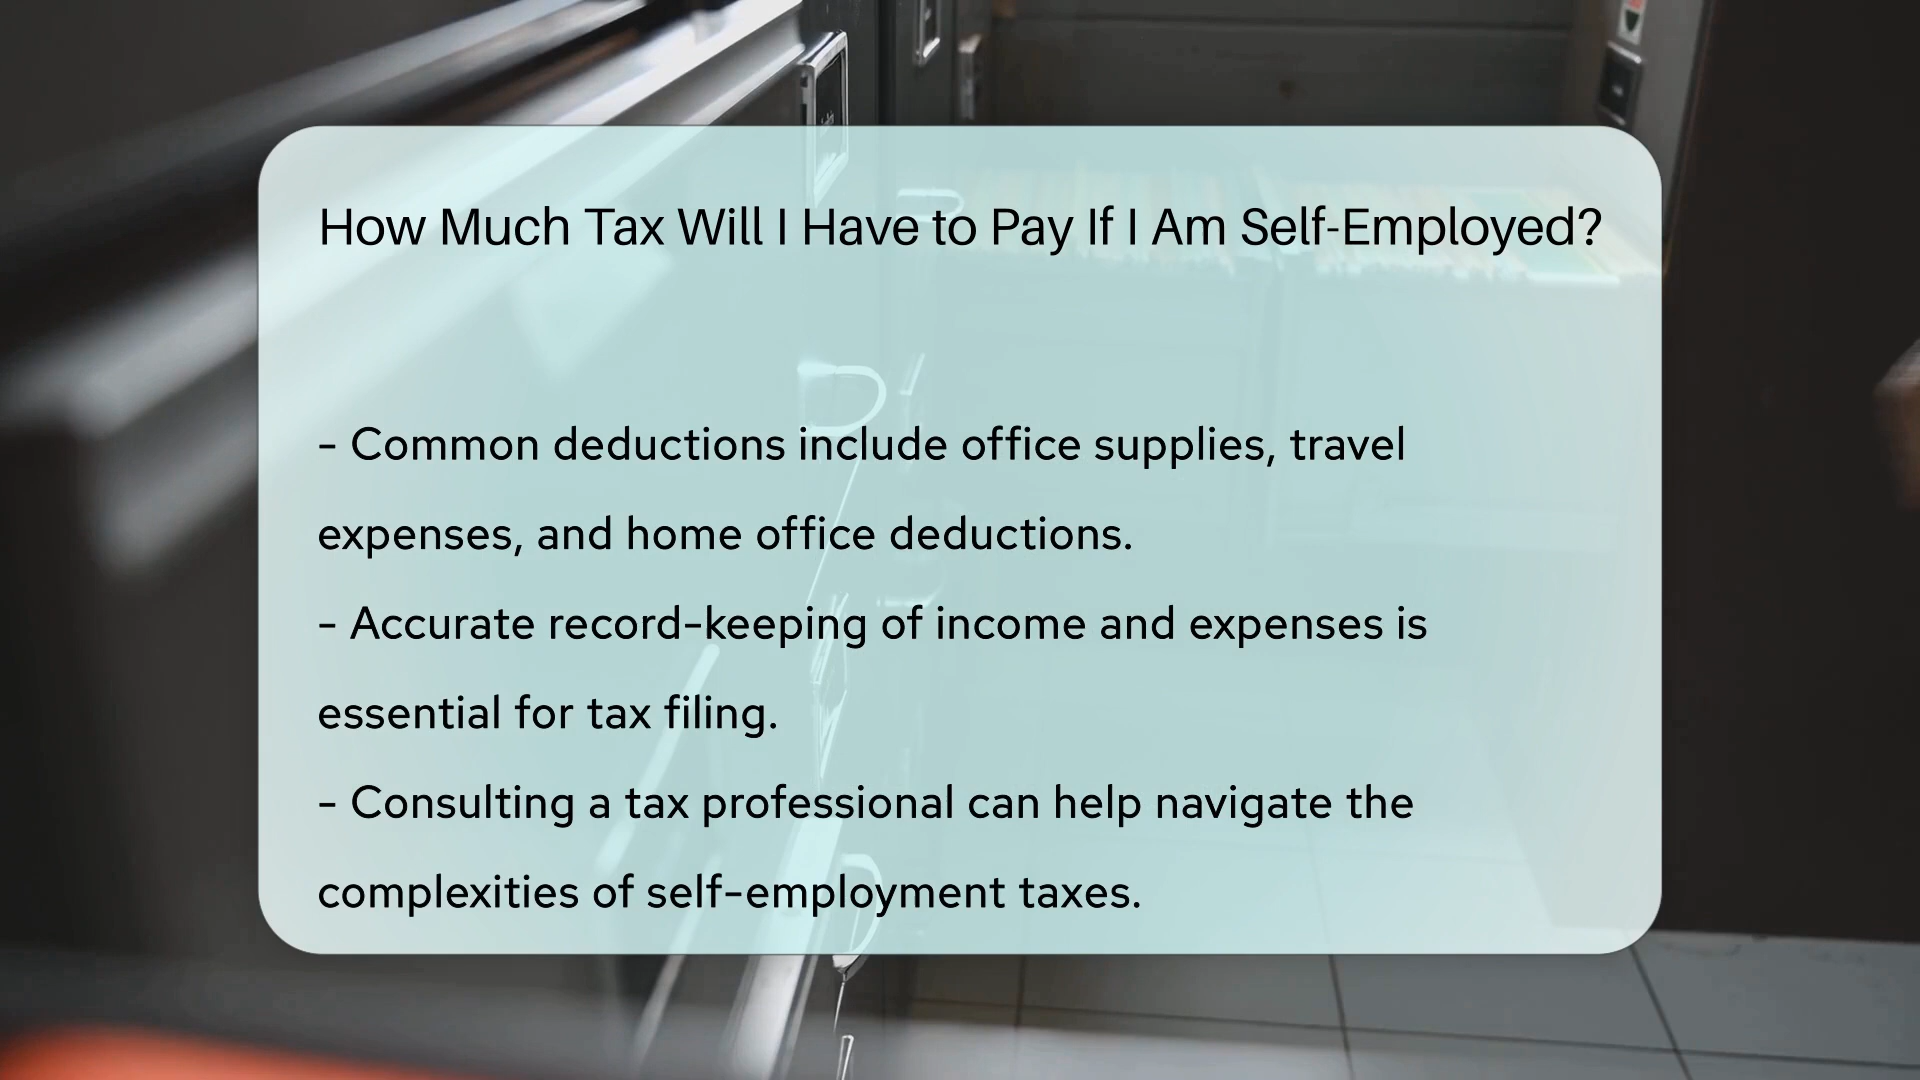 How Much Tax Will I Have to Pay If I Am Self-Employed?
- Common deductions include office supplies, travel
expenses, and home office deductions.
- Accurate record-keeping of income and expenses is
essential for tax filing.
- Consulting a tax professional can help navigate the
complexities of self-employment taxes.